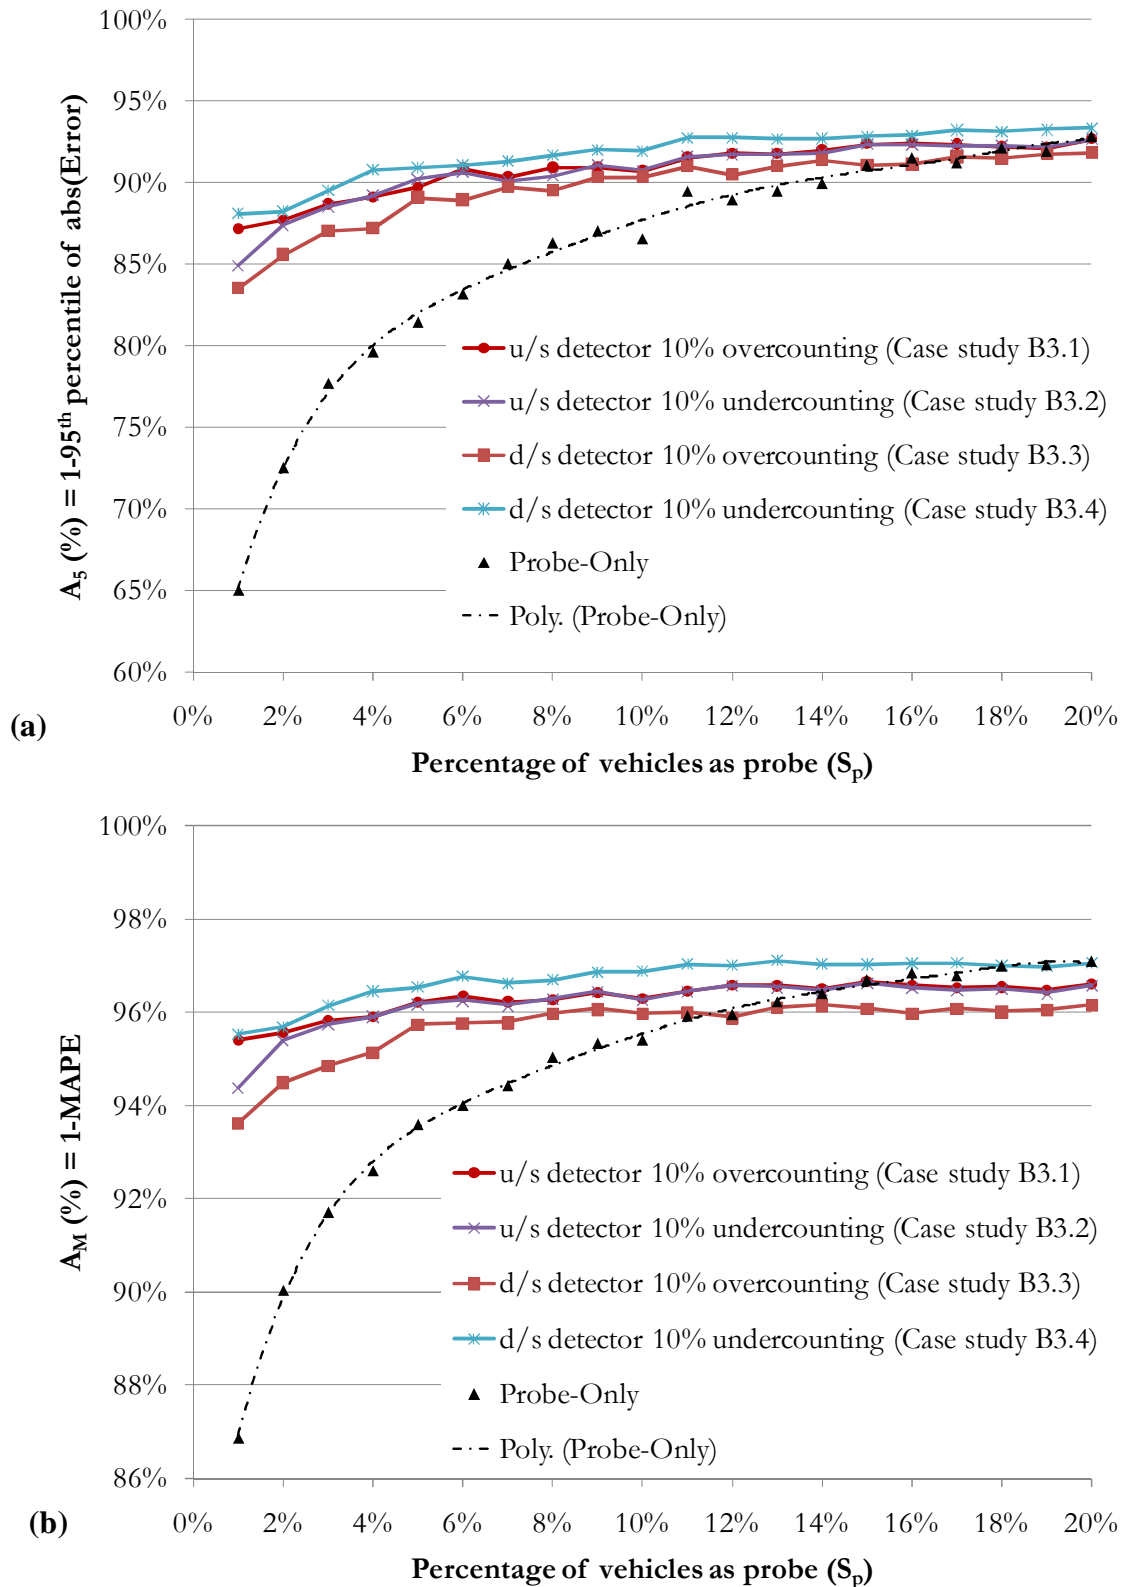 100%
95%
90%
85%
80%
75%
70%
65%
60%
A5 (%) = 1-95th percentile of abs(Error)
u/s detector 10% overcounting (Case study B3.1)
u/s detector 10% undercounting (Case study B3.2)
d/s detector 10% overcounting (Case study B3.3)
d/s detector 10% undercounting (Case study B3.4)
Probe-Only
Poly. (Probe-Only)
0% 2% 4% 6% 8% 10% 12% 14% 16% 18% 20%
(a)
Percentage of vehicles as probe (Sp)
100%
98%
96%
94%
92%
90%
88%
86%
AM (%) = 1-MAPE
u/s detector 10% overcounting (Case study B3.1)
u/s detector 10% undercounting (Case study B3.2)
d/s detector 10% overcounting (Case study B3.3)
d/s detector 10% undercounting (Case study B3.4)
Probe-Only
Poly. (Probe-Only)
0% 2% 4% 6% 8% 10% 12% 14% 16% 18% 20%
(b)
Percentage of vehicles as probe (Sp)